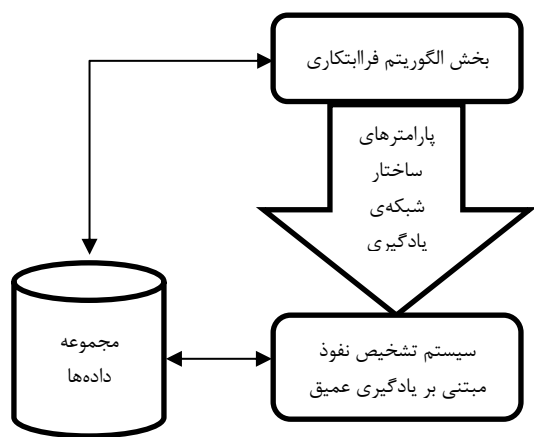 بخش الگوریتم فراابتکاری
پارامترهای
ساختار
شبکه‌ی
یادگیری
مجموعه
داده‌ها
سیستم تشخیص نفوذ
مبتنی بر یادگیری عمیق